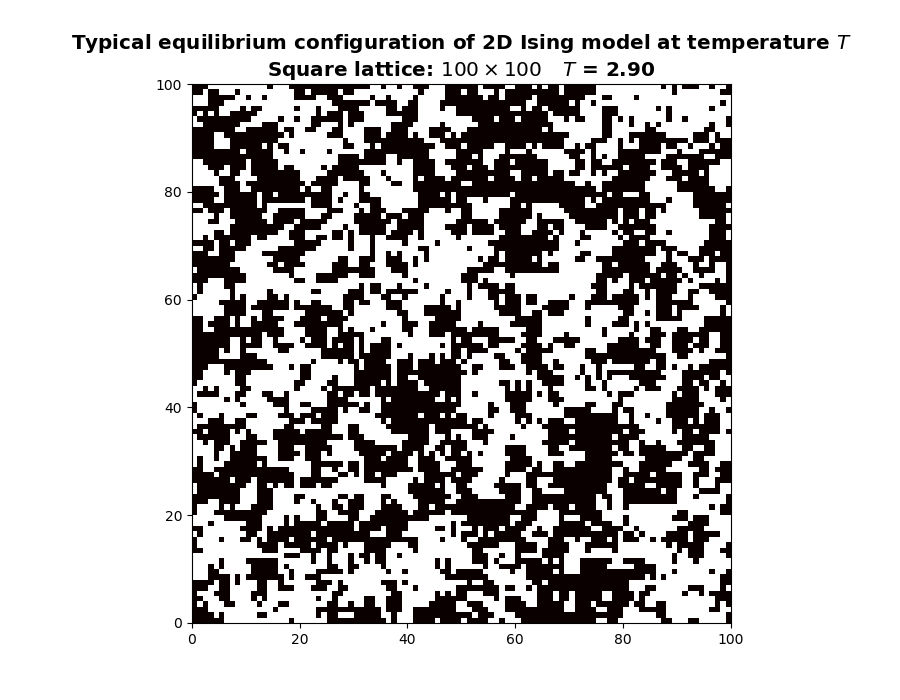 Typical equilibrium configuration of 2D Ising model at temperature T
Square lattice: 100 × 100 T = 2.90
100
80
60
40
20
0
0 20 40 60 80 100